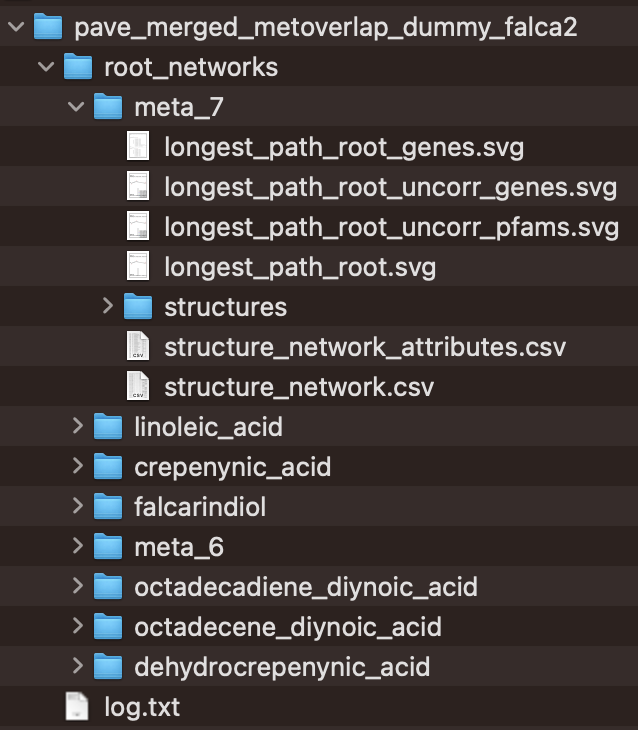 pave_merged_metoverlap_dummy_falca2
root_networks
meta_7
longest_path_root_genes.svg
longest_path_root_uncorr_genes.svg
longest_path_root_uncorr_pfams.svg
longest_path_root.svg
structures
structure_network_attributes.csv
structure_network.csv
linoleic_acid
crepenynic_acid
falcarindiol
meta_6
octadecadiene_diynoic_acid
octadecene_diynoic_acid
dehydrocrepenynic_acid
log.txt